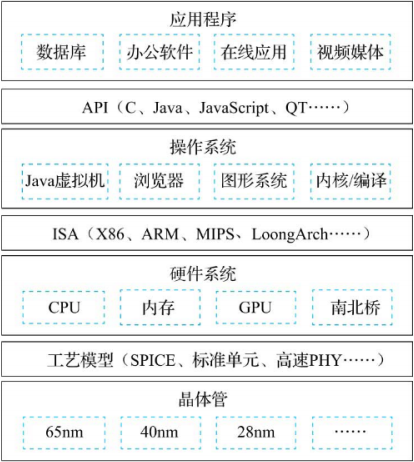 应用程序
数据库 办公软件 在线应用 视频媒体
API（C、Java、JavaScript、QT……）
操作系统
Java虚拟机 浏览器 图形系统 内核/编译
ISA（X86、ARM、MIPS、LoongArch……）
硬件系统
CPU 内存 GPU 南北桥
工艺模型（SPICE、标准单元、高速PHY……）
晶体管
65nm 40nm 28nm ……